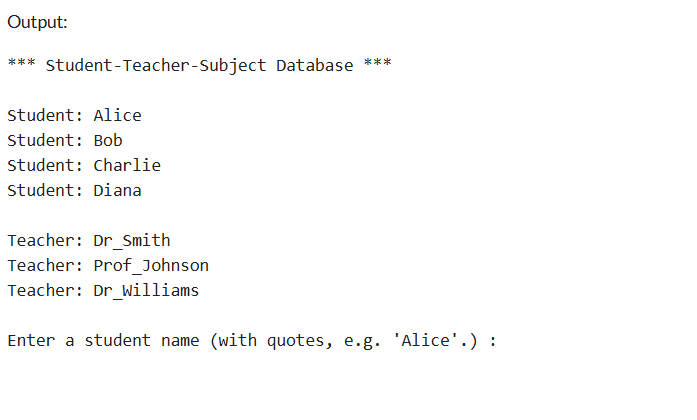 Output:
*** Student-Teacher-Subject Database ***
Student: Alice
Student: Bob
Student: Charlie
Student: Diana
Teacher: Dr_Smith
Teacher: Prof_Johnson
Teacher: Dr_Williams
Enter a student name (with quotes, e.g. 'Alice'.) :